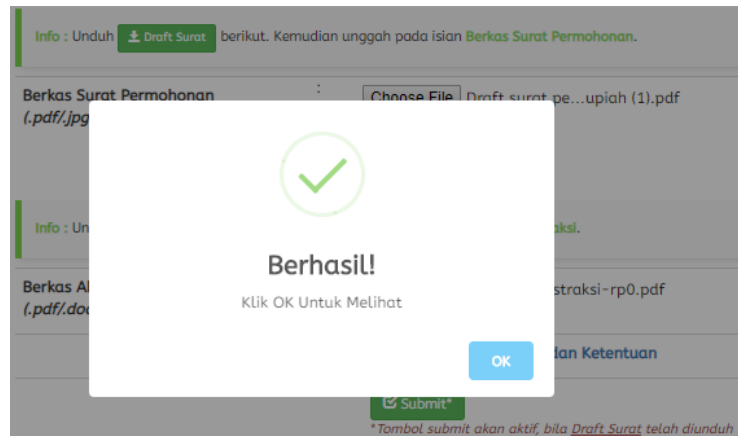 Info : Unduh Draft Surat berikut. Kemudian unggah pada isian Berkas Surat Permohonan.
Berkas Surat Permohonan : Choose File Draft surat pe...upiah (1).pdf
(.pdf/.jpg
Berhasil!
Klik OK Untuk Melihat
OK
Info : Un
Berkas
(.pdf/.do
straksi-rp0.pdf
dan Ketentuan
Submit*
*Tombol submit akan aktif, bila Draft Surat telah diunduh